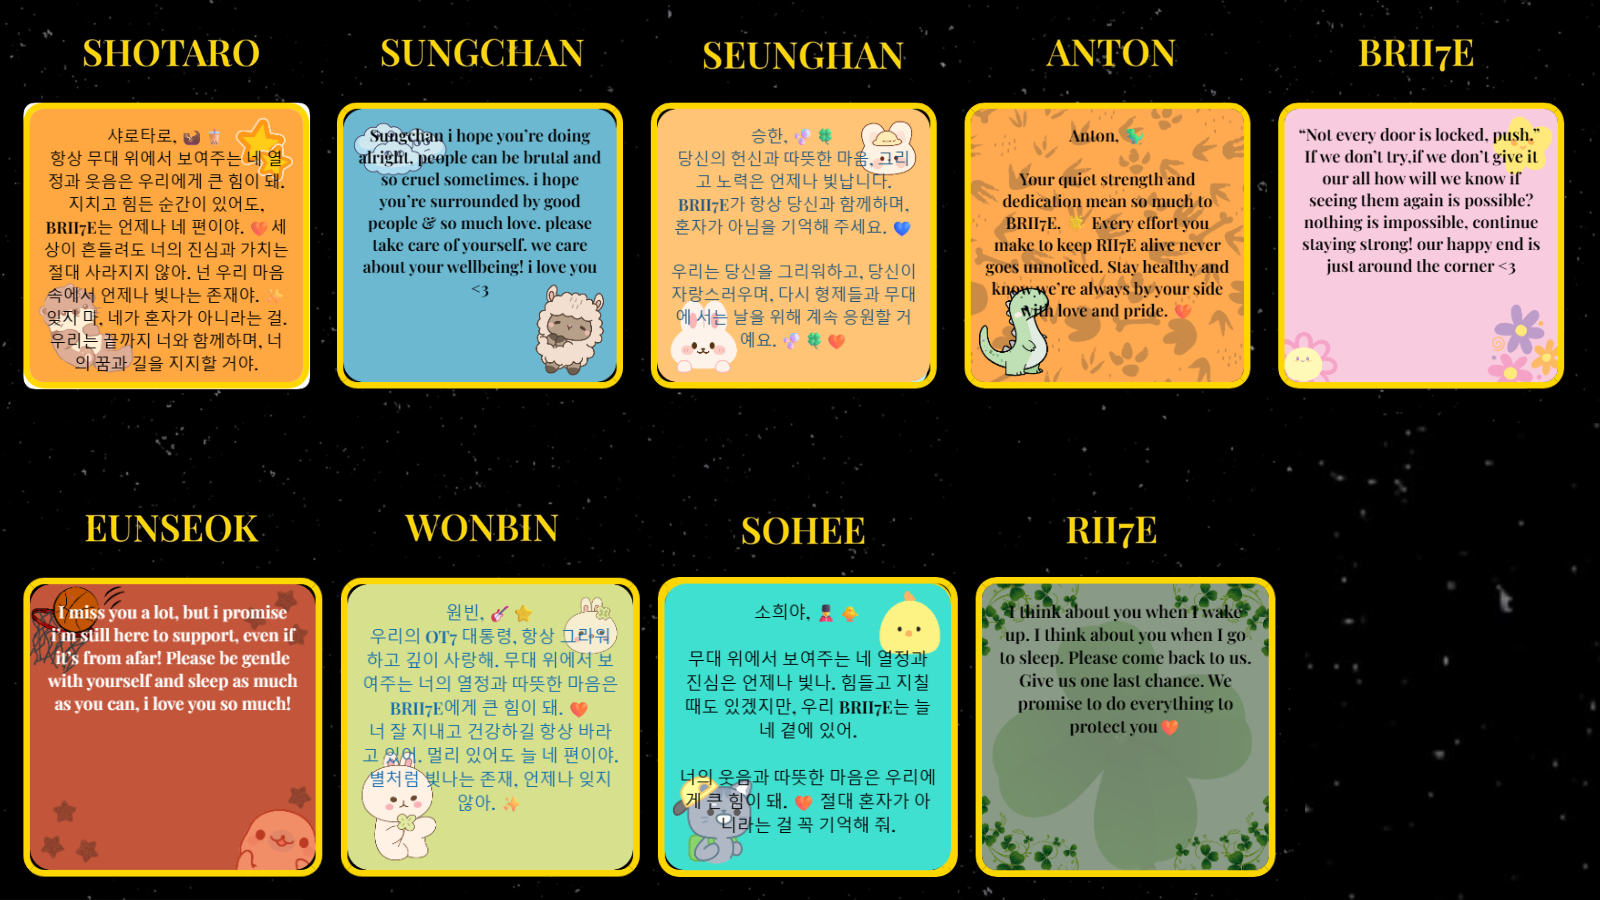 SHOTARO
샤로타로,
항상 무대 위에서 보여주는 네 열
정과 웃음은 우리에게 큰 힘이 돼.
지치고 힘든 순간이 있어도,
BRII7E는 언제나 네 편이야. 세
상이 흔들려도 너의 진심과 가치는
절대 사라지지 않아. 넌 우리 마음
속에서 언제나 빛나는 존재야.
잊지 마, 네가 혼자가 아니라는 걸.
우리는 끝까지 너와 함께하며, 너
의 꿈과 길을 지지할 거야.
SUNGCHAN
Sungchan i hope you're doing
alright, people can be brutal and
so cruel sometimes. i hope
you're surrounded by good
people & so much love. please
take care of yourself. we care
about your wellbeing! i love you
<3
SEUNGHAN
승한,
당신의 헌신과 따뜻한 마음, 그리
고 노력은 언제나 빛납니다.
BRII7E가 항상 당신과 함께하며,
혼자가 아님을 기억해 주세요.
우리는 당신을 그리워하고, 당신이
자랑스러우며, 다시 형제들과 무대
에 서는 날을 위해 계속 응원할 거
예요.
ANTON
Anton,
Your quiet strength and
dedication mean so much to
BRII7E. Every effort you
make to keep RII7E alive never
goes unnoticed. Stay healthy and
know we're always by your side
with love and pride.
BRII7E
“Not every door is locked, push.”
If we don't try,if we don't give it
our all how will we know if
seeing them again is possible?
nothing is impossible, continue
staying strong! our happy end is
just around the corner <3
EUNSEOK
I miss you a lot, but i promise
i'm still here to support, even if
it's from afar! Please be gentle
with yourself and sleep as much
as you can, i love you so much!
WONBIN
원빈,
우리의 OT7 대통령, 항상 그리워
하고 깊이 사랑해. 무대 위에서 보
여주는 너의 열정과 따뜻한 마음은
BRII7E에게 큰 힘이 돼.
너 잘 지내고 건강하길 항상 바라
고 있어. 멀리 있어도 늘 네 편이야.
별처럼 빛나는 존재, 언제나 잊지
않아.
SOHEE
소희야,
무대 위에서 보여주는 네 열정과
진심은 언제나 빛나. 힘들고 지칠
때도 있겠지만, 우리 BRII7E는 늘
네 곁에 있어.
너의 웃음과 따뜻한 마음은 우리에
게 큰 힘이 돼. 절대 혼자가 아
니라는 걸 꼭 기억해 줘.
RII7E
I think about you when I wake
up. I think about you when I go
to sleep. Please come back to us.
Give us one last chance. We
promise to do everything to
protect you